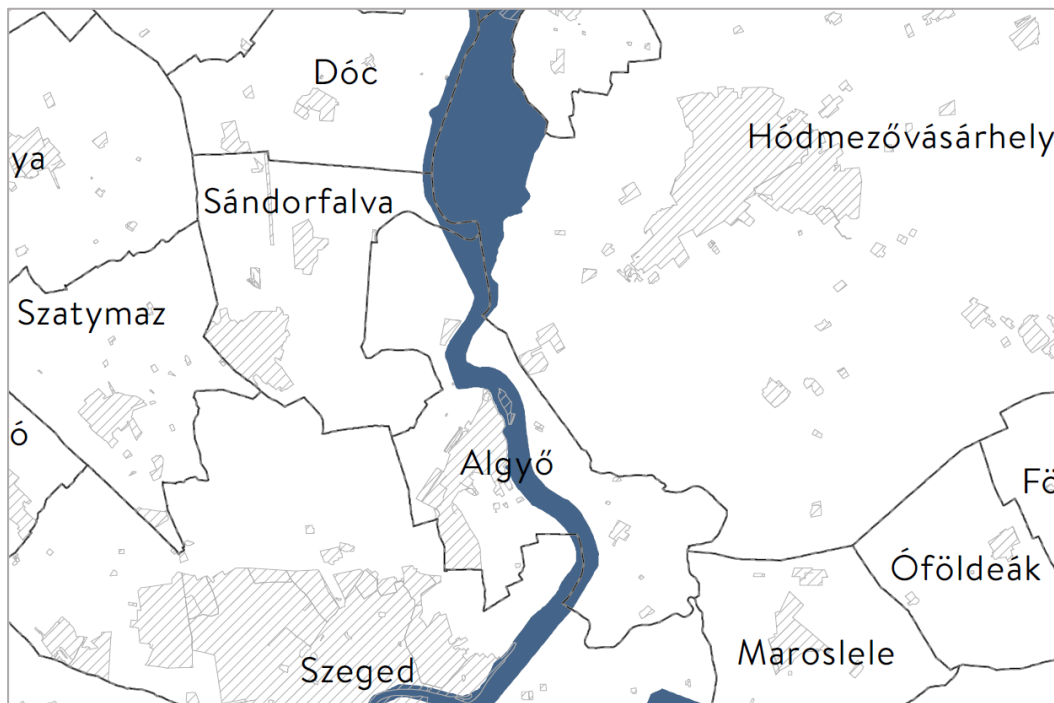 Dóc
Hódmezővásárhely
ya
Sándorfalva
Szatymaz
ó
Algyő
Fö
Óföldeák
Maroslele
Szeged